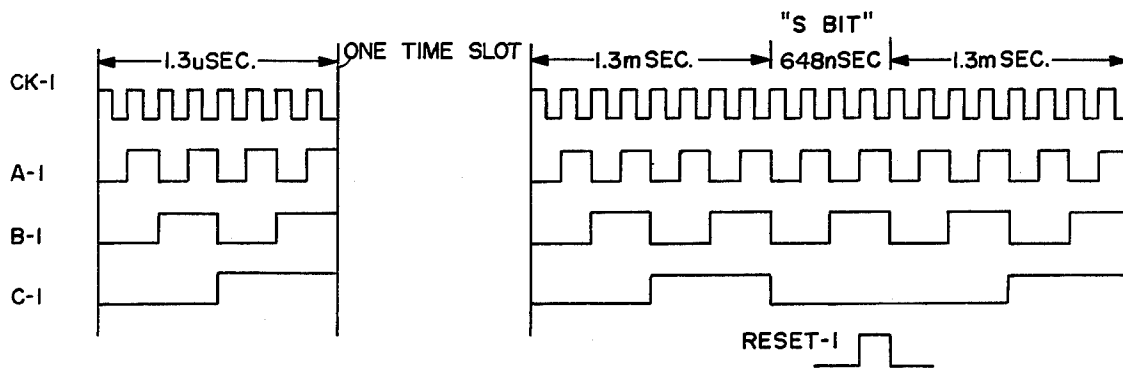 "S BIT"
1.3uSEC.
ONE TIME SLOT
1.3mSEC.
648nSEC
1.3mSEC.
CK-1
A-1
B-1
C-1
RESET-1